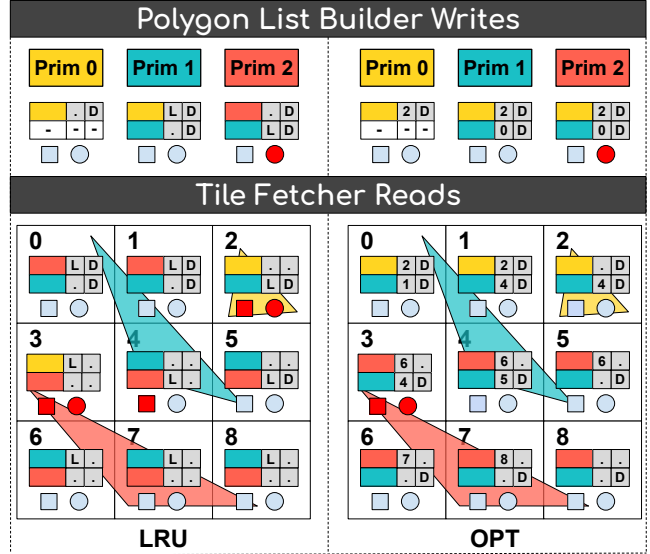 Polygon List Builder Writes
Prim 0 Prim 1 Prim 2 Prim 0 Prim 1 Prim 2
. D L D . D 2 D 2 D 2 D
- - - . D L D - - - 0 D 0 D
Tile Fetcher Reads
0 1 2 0 1 2
L D L D . . 2 D 2 D . D
. D . D L D 1 D 4 D 4 D
3 4 5 3 4 5
L . . . . . 6 . 6 . 6 .
. . L . L D 4 D 5 D . D
6 7 8 6 7 8
L . L . L . 7 . 8 . . .
. . . . . . . D . D . D
LRU OPT